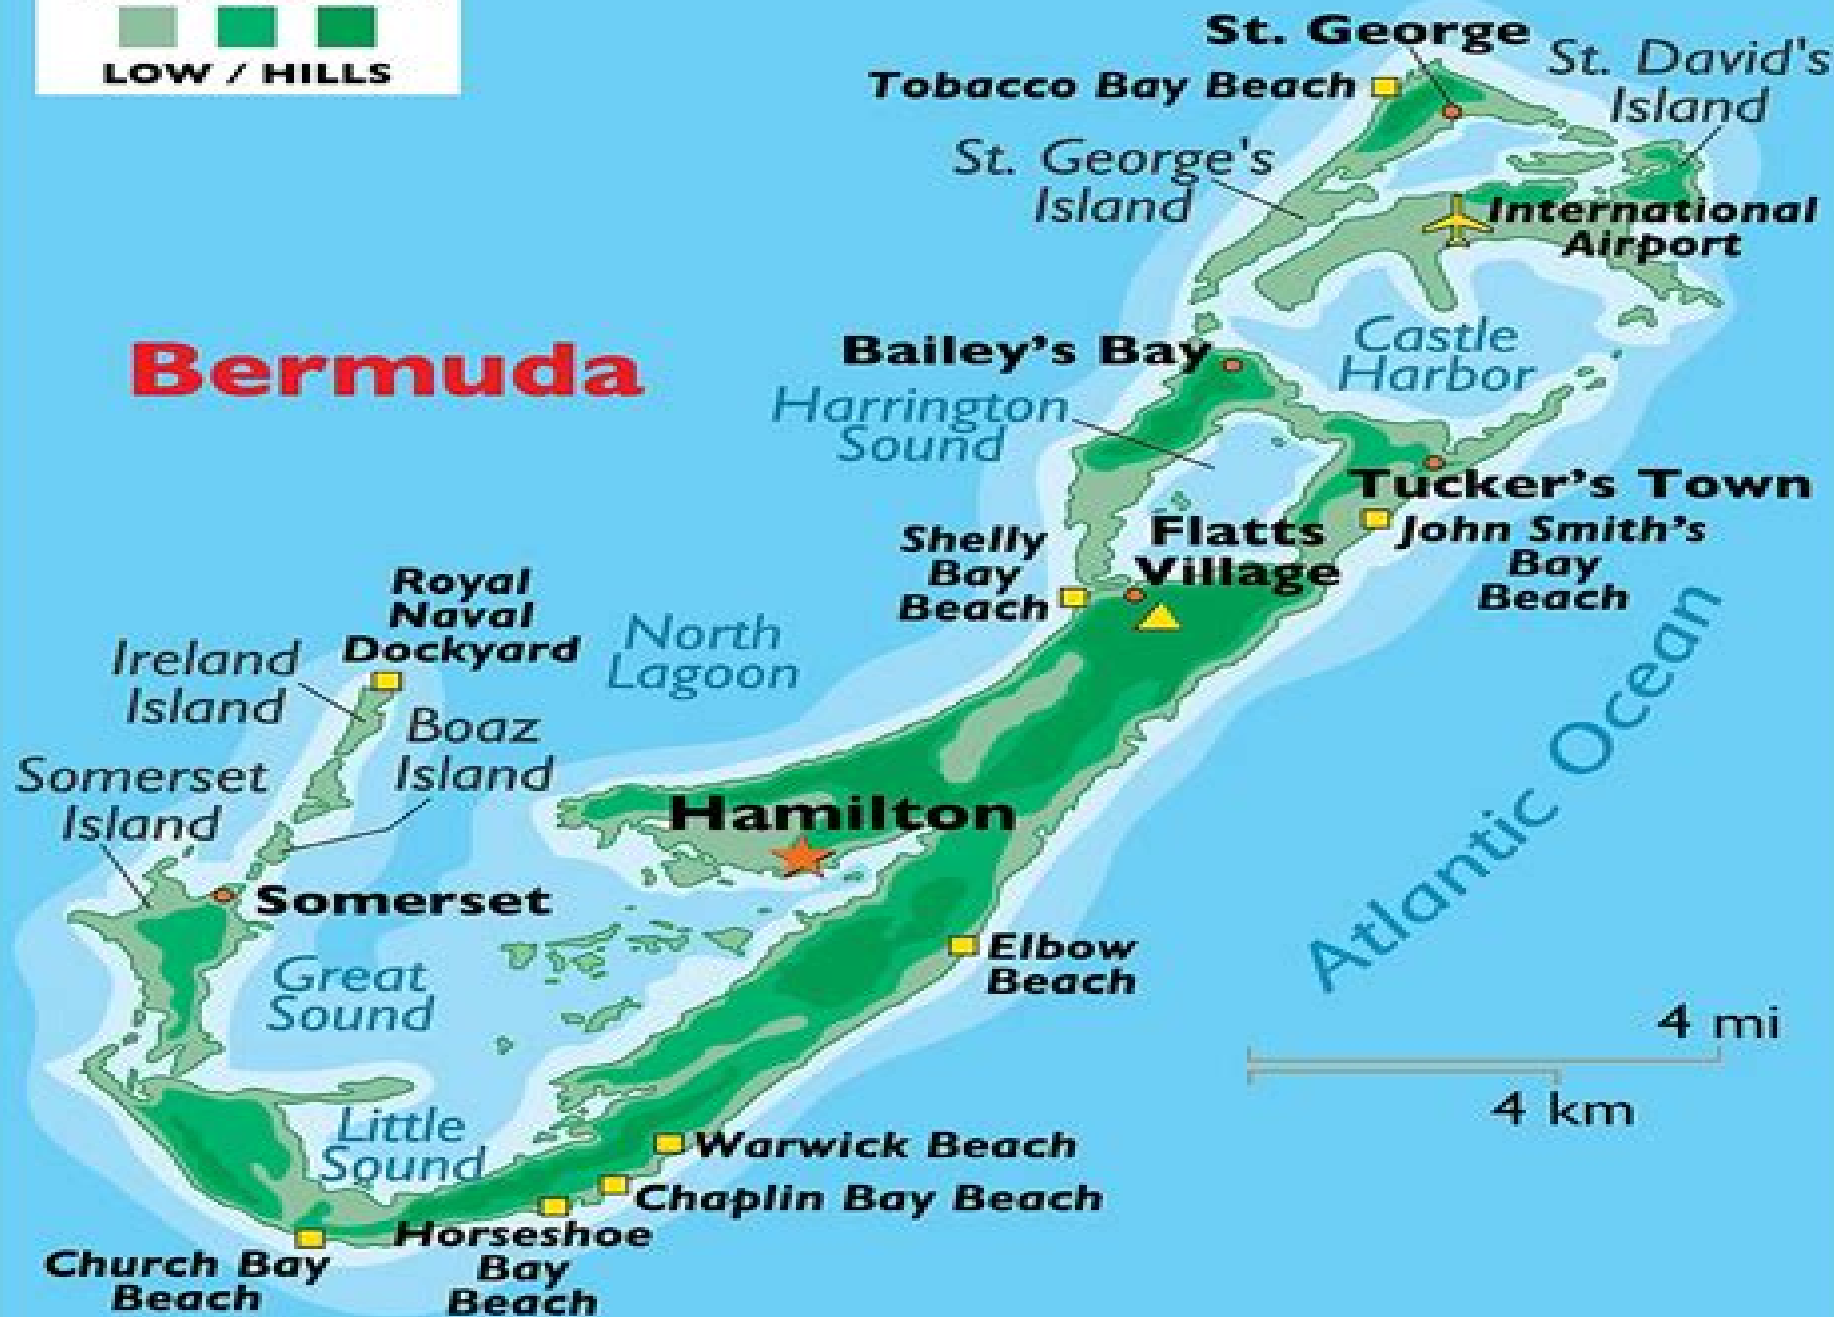 LOW / HILLS
St. George
St. David's
Island
Tobacco Bay Beach
St. George's
Island
International
Airport
Castle
Harbor
Bailey's Bay
Bermuda
Harrington
Sound
Tucker's Town
Flatts
Village
John Smith's
Bay
Beach
Shelly
Bay
Beach
Royal
Naval
Dockyard
North
Lagoon
Ireland
Island
Boaz
Island
Somerset
Island
Hamilton
Atlantic Ocean
Somerset
Elbow
Beach
Great
Sound
4 mi
4 km
Little
Sound
Warwick Beach
Chaplin Bay Beach
Horseshoe
Bay
Beach
Church Bay
Beach